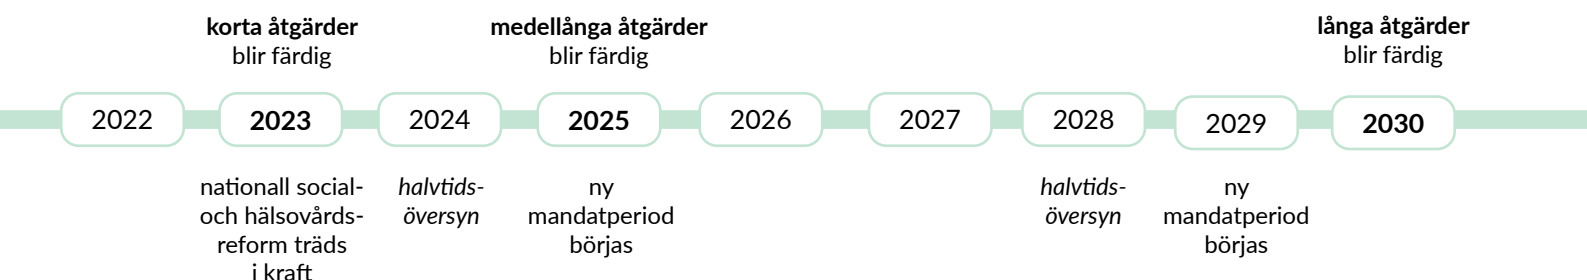 korta åtgärder
blir färdig
medellånga åtgärder
blir färdig
långa åtgärder
blir färdig
2022
2023
2024
2025
2026
2027
2028
2029
2030
nationall social-
och hälsovårds-
reform träds
i kraft
halvtids-
översyn
ny
mandatperiod
börjas
halvtids-
översyn
ny
mandatperiod
börjas